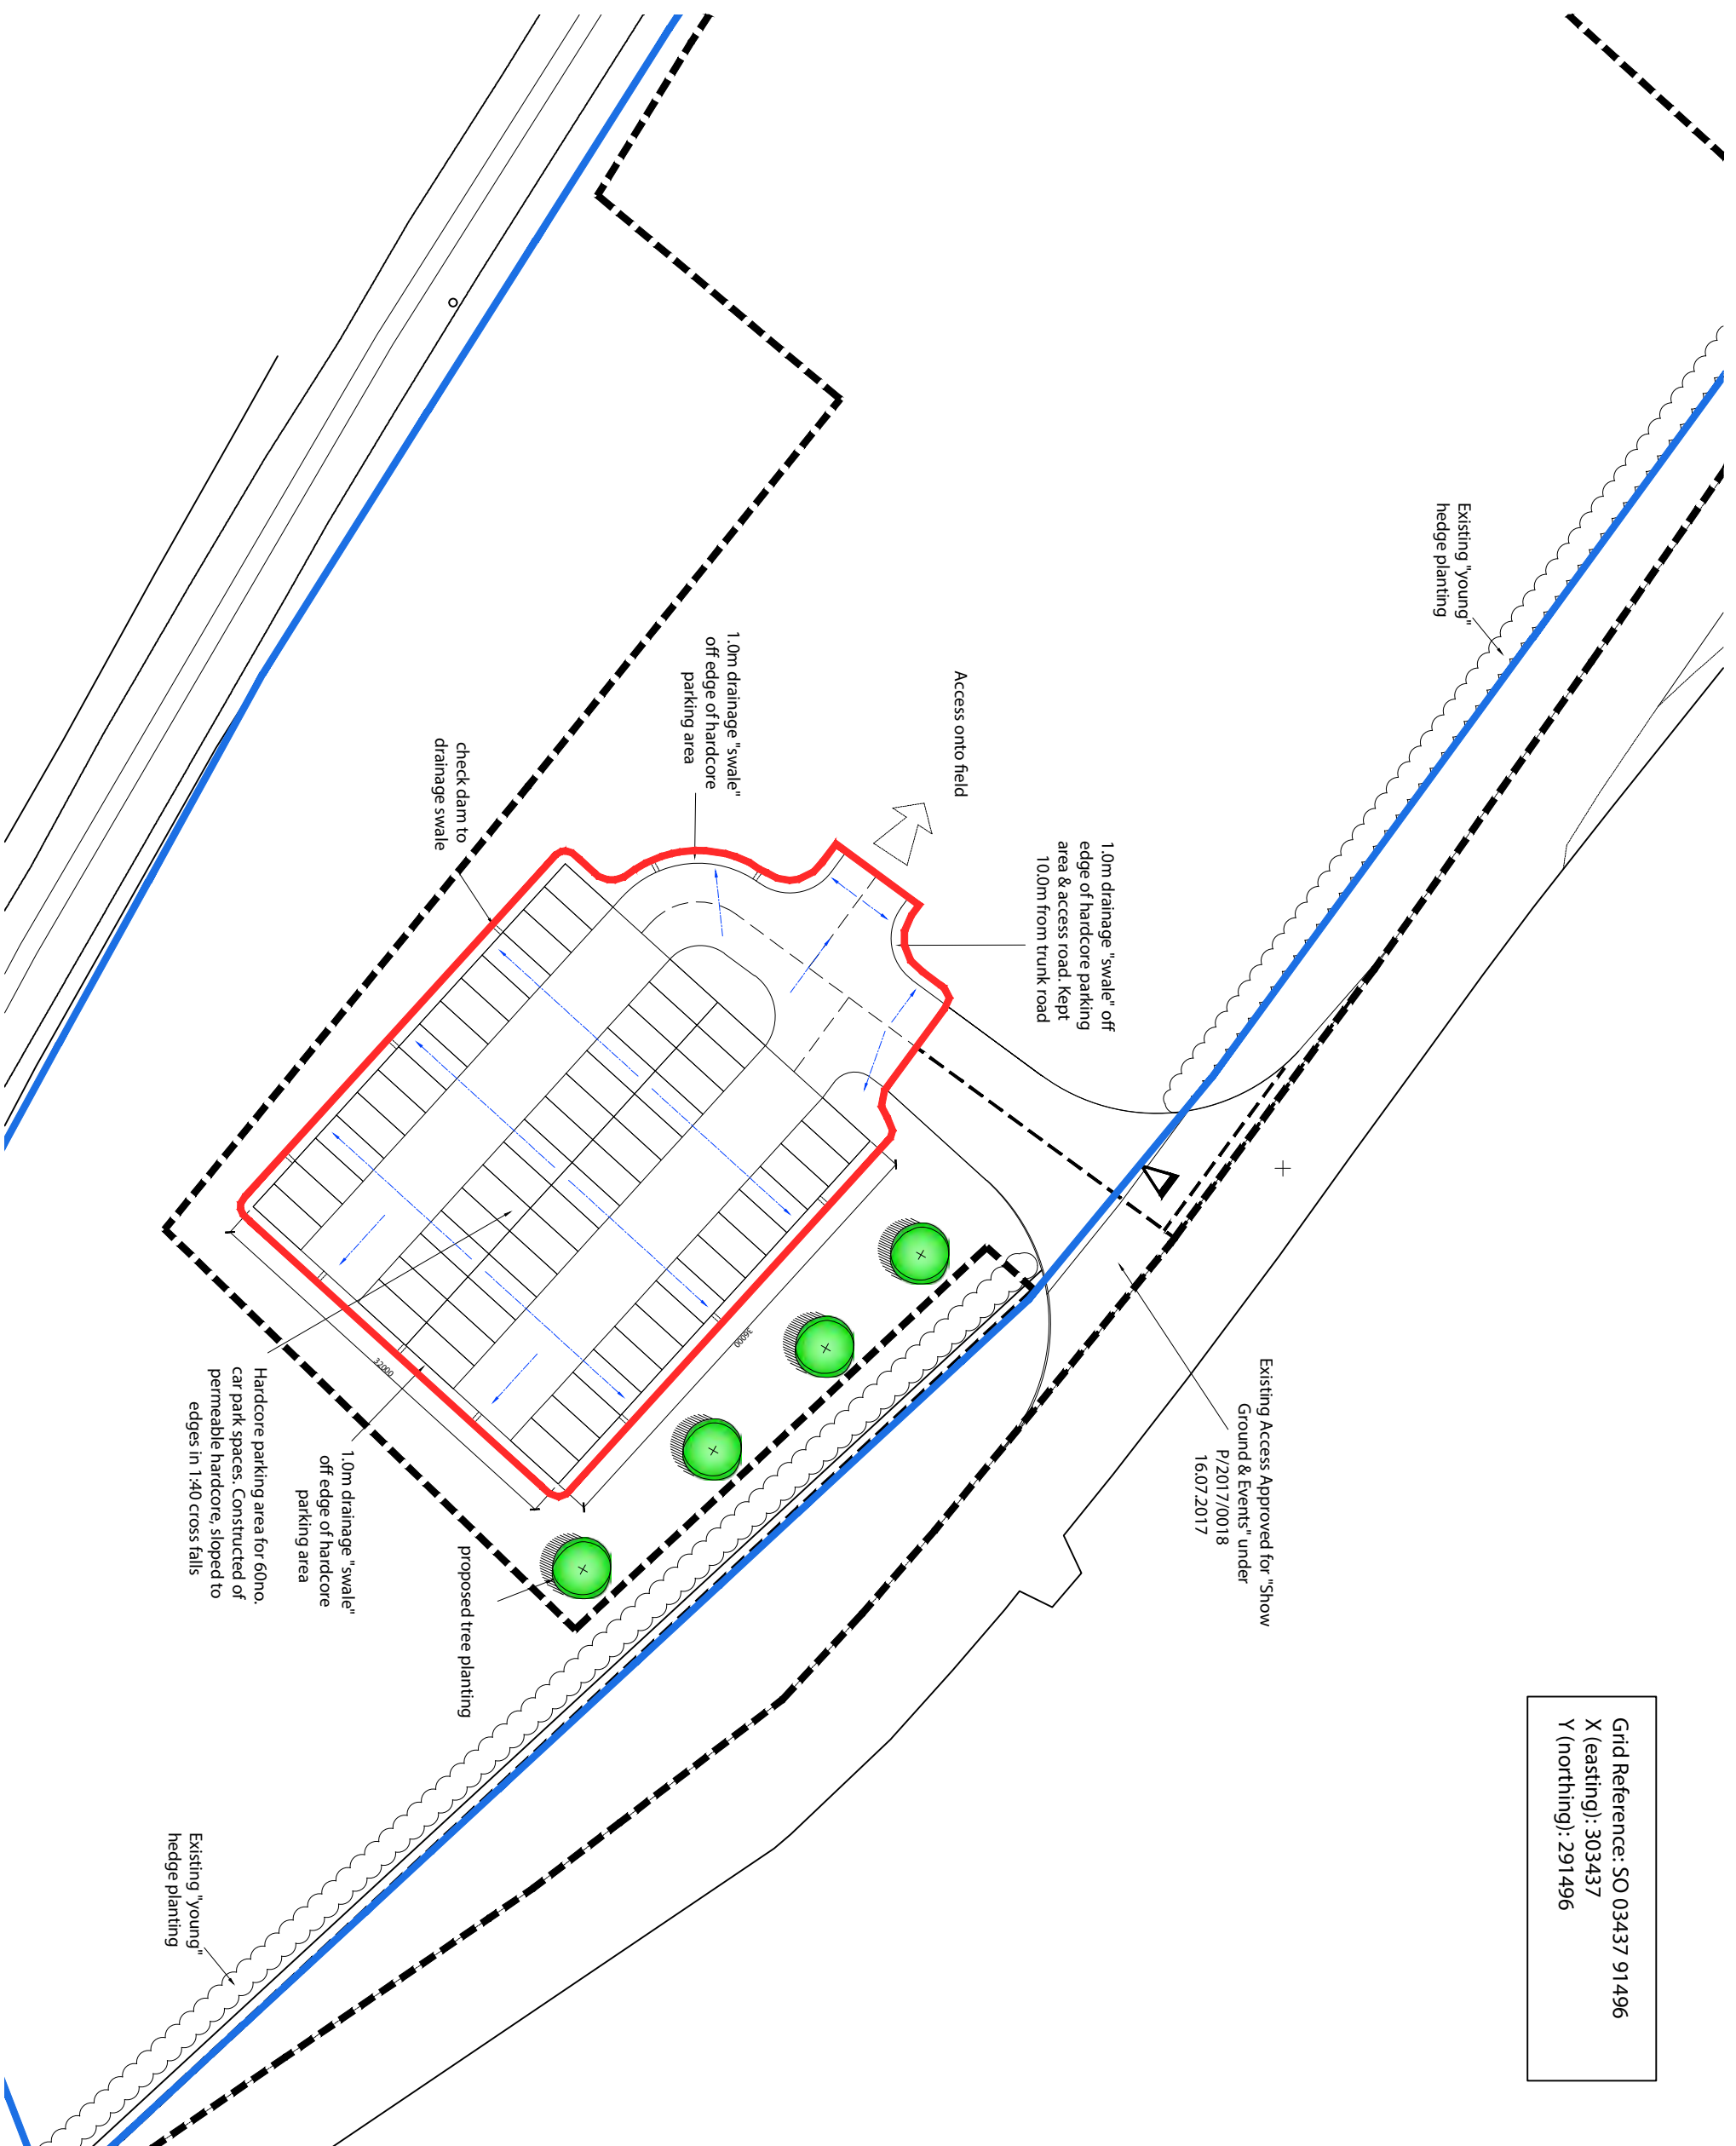 Grid Reference: SO 03437 91496
X (easting): 303437
Y (northing): 291496
Existing "young"
hedge planting
Access onto field
1.0m drainage "swale" off
edge of hardcore parking
area & access road. Kept
10.0m from trunk road
1.0m drainage "swale"
off edge of hardcore
parking area
check dam to
drainage swale
Existing Access Approved for "Show
Ground & Events" under
P/2017/0018
16.07.2017
36000
32000
proposed tree planting
1.0m drainage "swale"
off edge of hardcore
parking area
Hardcore parking area for 60no.
car park spaces. Constructed of
permeable hardcore, sloped to
edges in 1:40 cross falls
Existing "young"
hedge planting